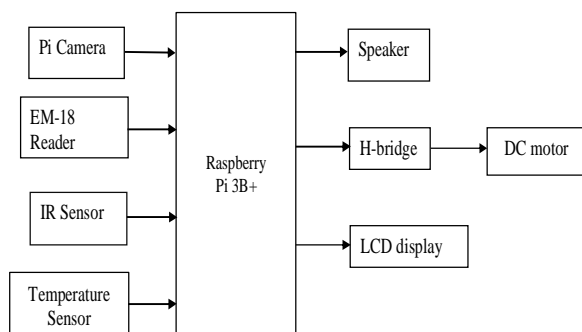 Pi Camera
EM-18
Reader
IR Sensor
Temperature
Sensor
Raspberry
Pi 3B+
Speaker
H-bridge
DC motor
LCD display